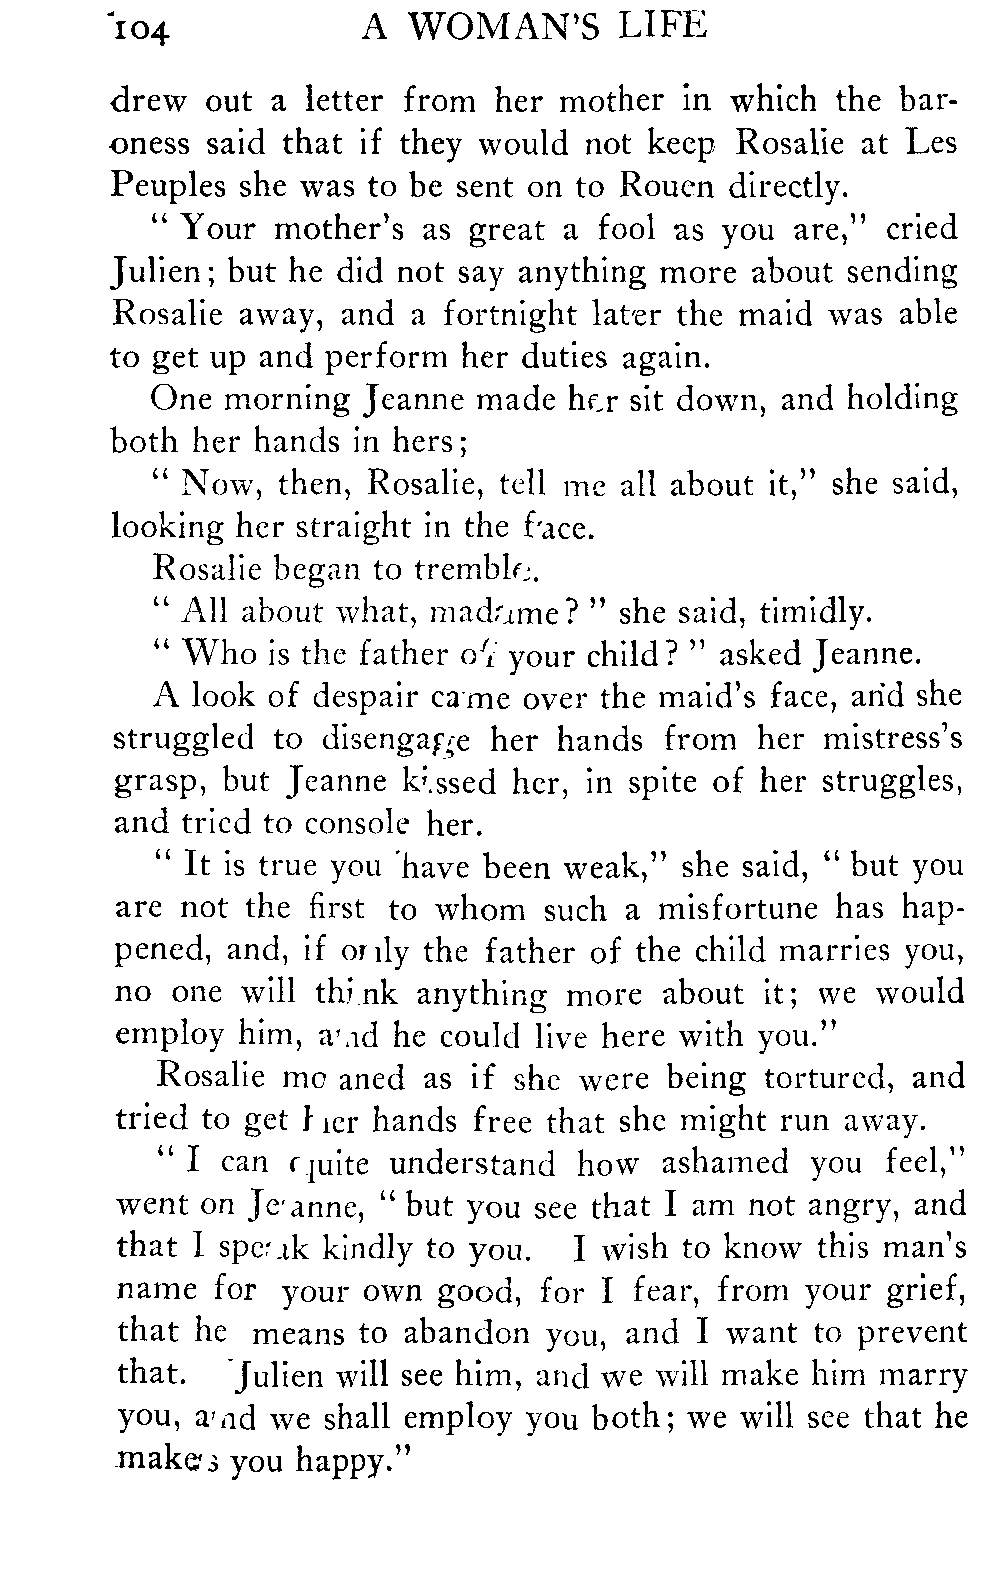 104 A WOMAN'S LIFE
drew out a letter from her mother in which the bar-
oness said that if they would not keep Rosalie at Les
Peuples she was to be sent on to Rouen directly.
" Your mother's as great a fool as you are," cried
Julien; but he did not say anything more about sending
Rosalie away, and a fortnight later the maid was able
to get up and perform her duties again.
One morning Jeanne made her sit down, and holding
both her hands in hers;
" Now, then, Rosalie, tell me all about it," she said,
looking her straight in the face.
Rosalie began to tremble.
" All about what, madame? " she said, timidly.
" Who is the father of your child? " asked Jeanne.
A look of despair came over the maid's face, and she
struggled to disengage her hands from her mistress's
grasp, but Jeanne kissed her, in spite of her struggles,
and tried to console her.
" It is true you have been weak," she said, " but you
are not the first to whom such a misfortune has hap-
pened, and, if only the father of the child marries you,
no one will think anything more about it; we would
employ him, and he could live here with you."
Rosalie moaned as if she were being tortured, and
tried to get her hands free that she might run away.
" I can quite understand how ashamed you feel,"
went on Jeanne, " but you see that I am not angry, and
that I speak kindly to you. I wish to know this man's
name for your own good, for I fear, from your grief,
that he means to abandon you, and I want to prevent
that. Julien will see him, and we will make him marry
you, and we shall employ you both; we will see that he
makes you happy."